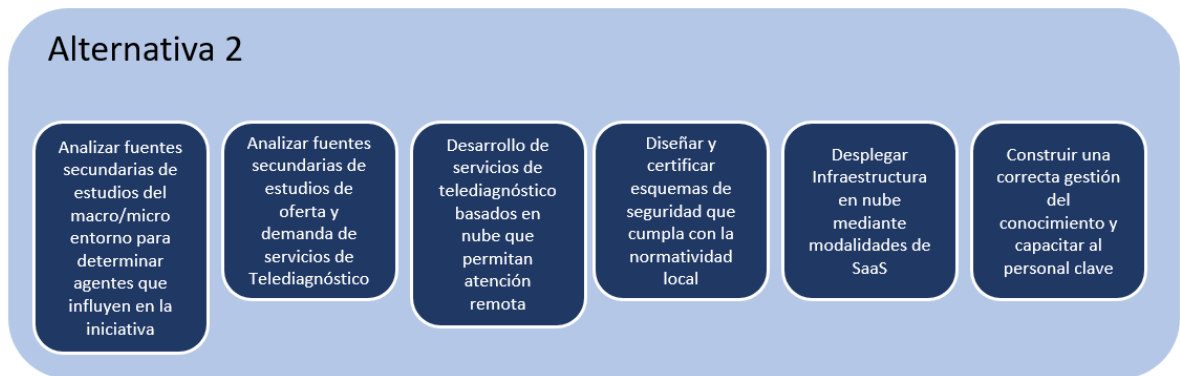 Alternativa 2
Analizar fuentes
secundarias de
estudios del
macro/micro
entorno para
determinar
agentes que
influyen en la
iniciativa
Analizar fuentes
secundarias de
estudios de
oferta y
demanda de
servicios de
Telediagnóstico
Desarrollo de
servicios de
telediagnóstico
basados en
nube que
permitan
atención
remota
Diseñar y
certificar
esquemas de
seguridad que
cumpla con la
normatividad
local
Desplegar
Infraestructura
en nube
mediante
modalidades de
SaaS
Construir una
correcta gestión
del
conocimiento y
capacitar al
personal clave